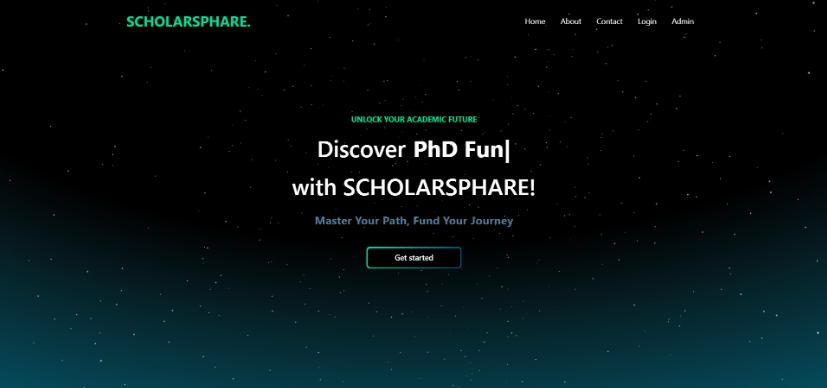 SCHOLARSPHARE.
Home About Contact Login Admin
UNLOCK YOUR ACADEMIC FUTURE
Discover PhD Fun|
with SCHOLARSPHARE!
Master Your Path, Fund Your Journey
Get started